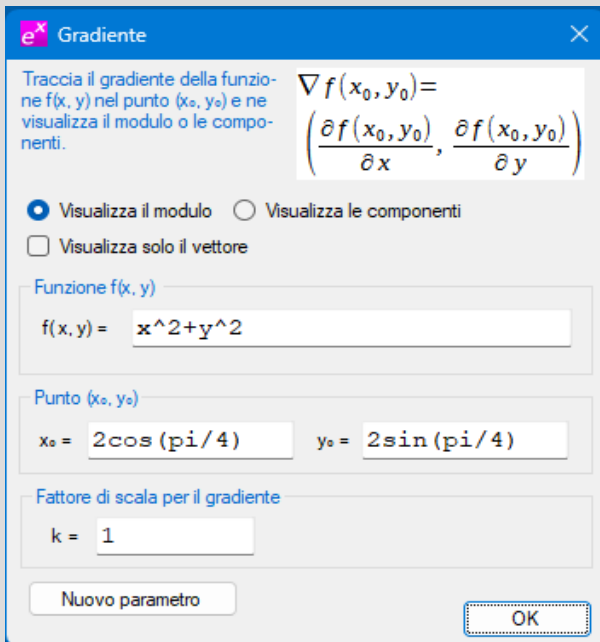 eˣ Gradiente
Traccia il gradiente della funzio-
ne f(x, y) nel punto (x₀, y₀) e ne
visualizza il modulo o le compo-
nenti.
∇f(x₀, y₀)=
(∂f(x₀, y₀)/∂x, ∂f(x₀, y₀)/∂y)
Visualizza il modulo Visualizza le componenti
Visualizza solo il vettore
Funzione f(x, y)
f(x, y) = x^2+y^2
Punto (x₀, y₀)
x₀ = 2cos(pi/4) y₀ = 2sin(pi/4)
Fattore di scala per il gradiente
k = 1
Nuovo parametro
OK